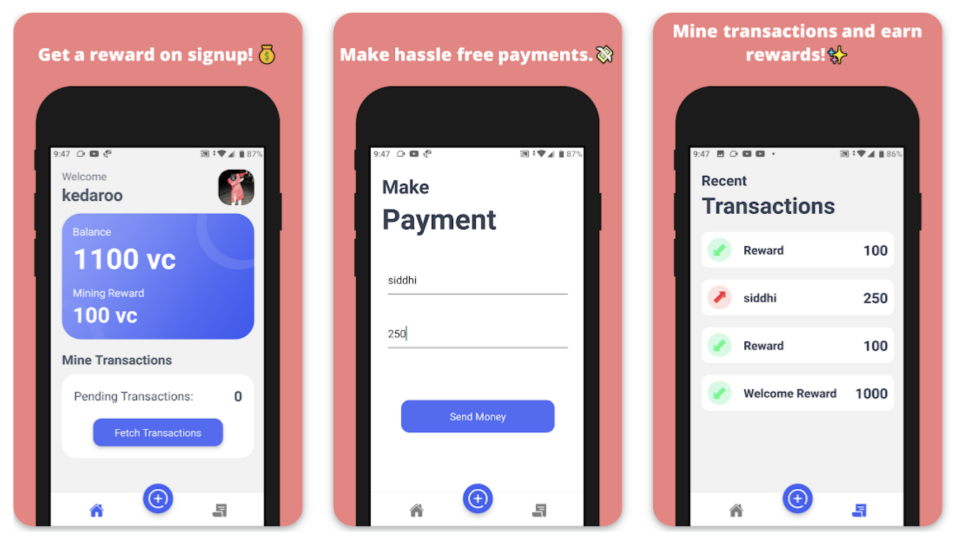 Get a reward on signup! 💰
9:47 87%
Welcome
kedaroo
Balance
1100 vc
Mining Reward
100 vc
Mine Transactions
Pending Transactions: 0
Fetch Transactions
Make hassle free payments. 💸
9:47 87%
Make
Payment
siddhi
250
Send Money
Mine transactions and earn
rewards!✨
9:47 86%
Recent
Transactions
Reward 100
siddhi 250
Reward 100
Welcome Reward 1000